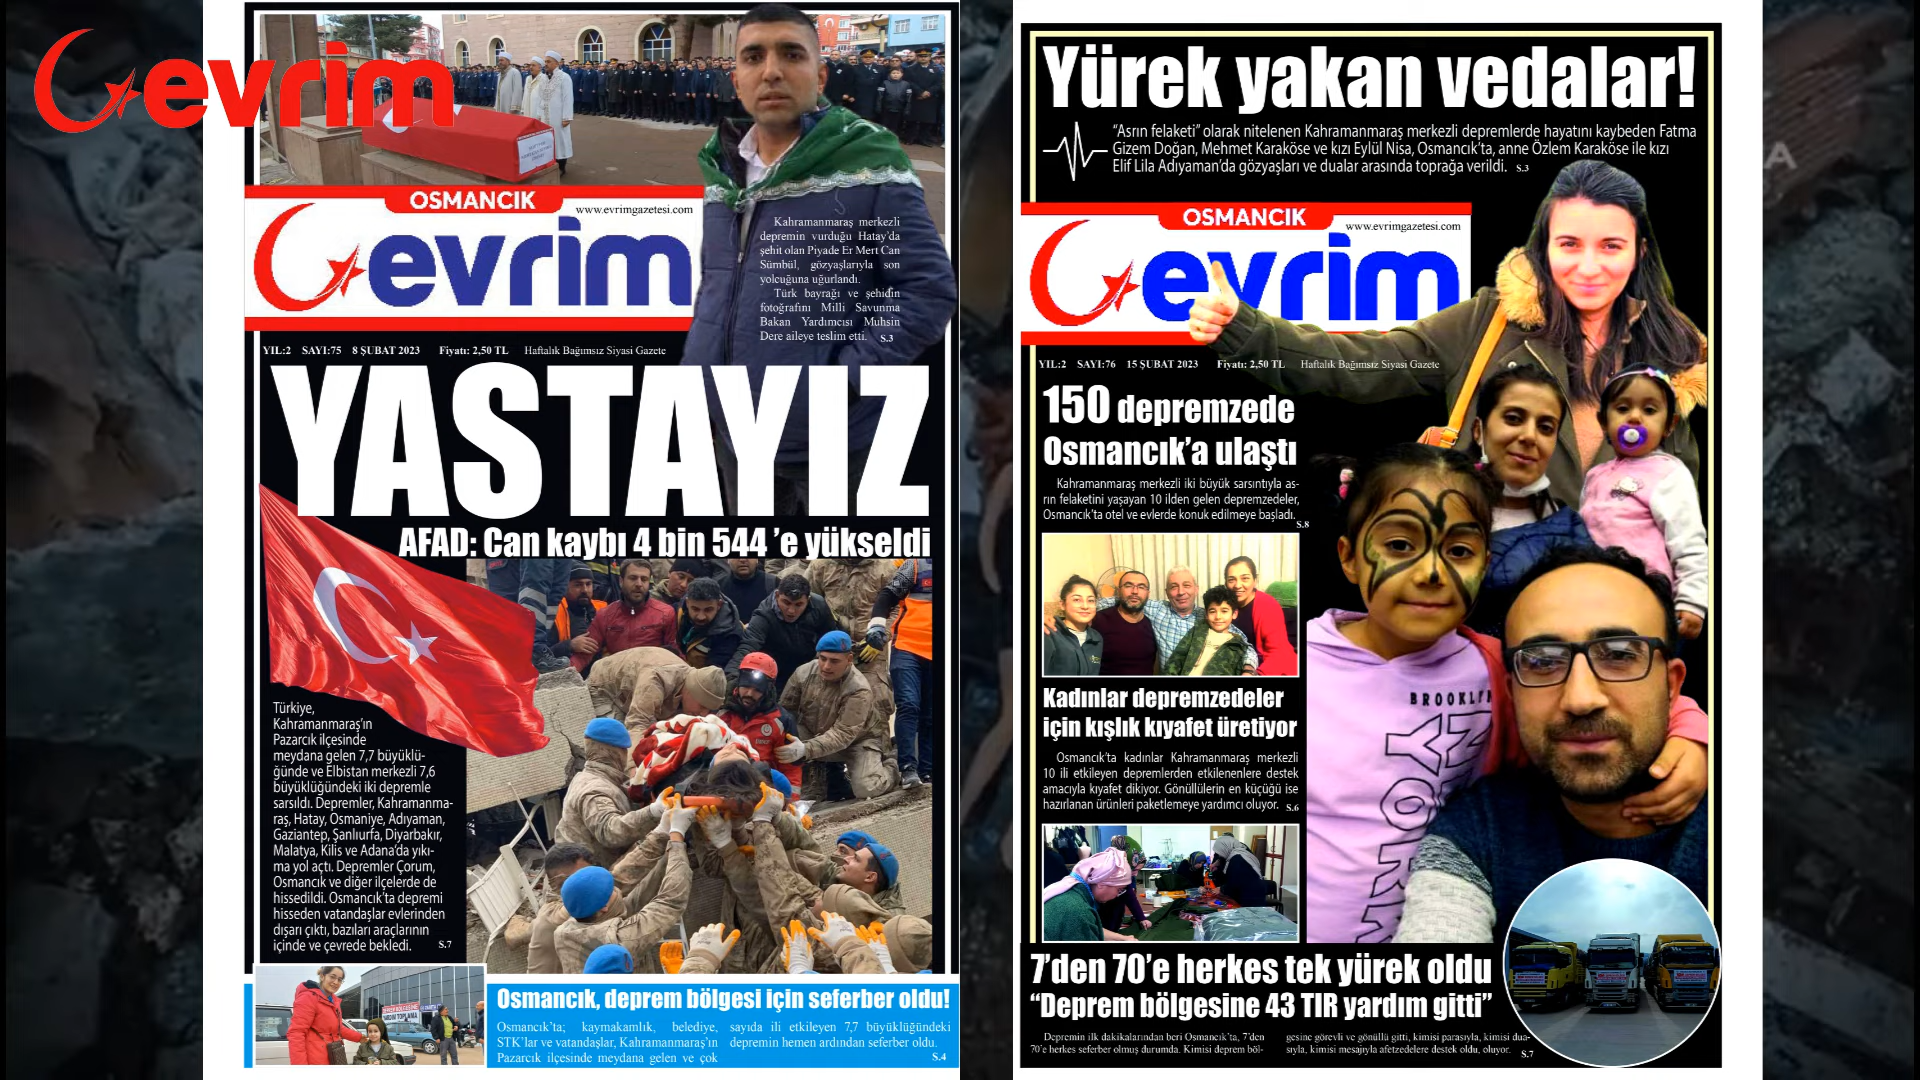 evrim
OSMANCIK
www.evrimgazetesi.com
evrim
Kahramanmaraş merkezli
depremin vurduğu Hatay'da
şehit olan Piyade Er Mert Can
Sümbül, gözyaşlarıyla son
yolcuğuna uğurlandı.
Türk bayrağı ve şehidin
fotoğrafını Milli Savunma
Bakan Yardımcısı Muhsin
Dere aileye teslim etti. S.3
YIL:2 SAYI:75 8 ŞUBAT 2023 Fiyatı: 2,50 TL Haftalık Bağımsız Siyasi Gazete
YASTAYIZ
AFAD: Can kaybı 4 bin 544 'e yükseldi
Türkiye,
Kahramanmaraş'ın
Pazarcık ilçesinde
meydana gelen 7,7 büyüklü-
ğünde ve Elbistan merkezli 7,6
büyüklüğündeki iki depremle
sarsıldı. Depremler, Kahramanma-
raş, Hatay, Osmaniye, Adıyaman,
Gaziantep, Şanlıurfa, Diyarbakır,
Malatya, Kilis ve Adana'da yıkı-
ma yol açtı. Depremler Çorum,
Osmancık ve diğer ilçelerde de
hissedildi. Osmancık'ta depremi
hisseden vatandaşlar evlerinden
dışarı çıktı, bazıları araçlarının
içinde ve çevrede bekledi. S.7
Osmancık, deprem bölgesi için seferber oldu!
Osmancık'ta; kaymakamlık, belediye,
STK'lar ve vatandaşlar, Kahramanmaraş'ın
Pazarcık ilçesinde meydana gelen ve çok
sayıda ili etkileyen 7,7 büyüklüğündeki
depremin hemen ardından seferber oldu.
S.4
Yürek yakan vedalar!
"Asrın felaketi" olarak nitelenen Kahramanmaraş merkezli depremlerde hayatını kaybeden Fatma
Gizem Doğan, Mehmet Karaköse ve kızı Eylül Nisa, Osmancık'ta, anne Özlem Karaköse ile kızı
Elif Lila Adıyaman'da gözyaşları ve dualar arasında toprağa verildi. S.3
A
OSMANCIK
www.evrimgazetesi.com
evrim
YIL:2 SAYI:76 15 ŞUBAT 2023 Fiyatı: 2,50 TL Haftalık Bağımsız Siyasi Gazete
150 depremzede
Osmancık'a ulaştı
Kahramanmaraş merkezli iki büyük sarsıntıyla as-
rın felaketini yaşayan 10 ilden gelen depremzedeler,
Osmancık'ta otel ve evlerde konuk edilmeye başladı.
S.8
Kadınlar depremzedeler
için kışlık kıyafet üretiyor
Osmancık'ta kadınlar Kahramanmaraş merkezli
10 ili etkileyen depremlerden etkilenenlere destek
amacıyla kıyafet dikiyor. Gönüllülerin en küçüğü ise
hazırlanan ürünleri paketlemeye yardımcı oluyor. S.6
BROOKLYN
7'den 70'e herkes tek yürek oldu
"Deprem bölgesine 43 TIR yardım gitti"
Depremin ilk dakikalarından beri Osmancık'ta, 7'den
70'e herkes seferber olmuş durumda. Kimisi deprem böl-
gesine görevli ve gönüllü gitti, kimisi parasıyla, kimisi dua-
sıyla, kimisi mesajıyla afetzedelere destek oldu, oluyor. S.7